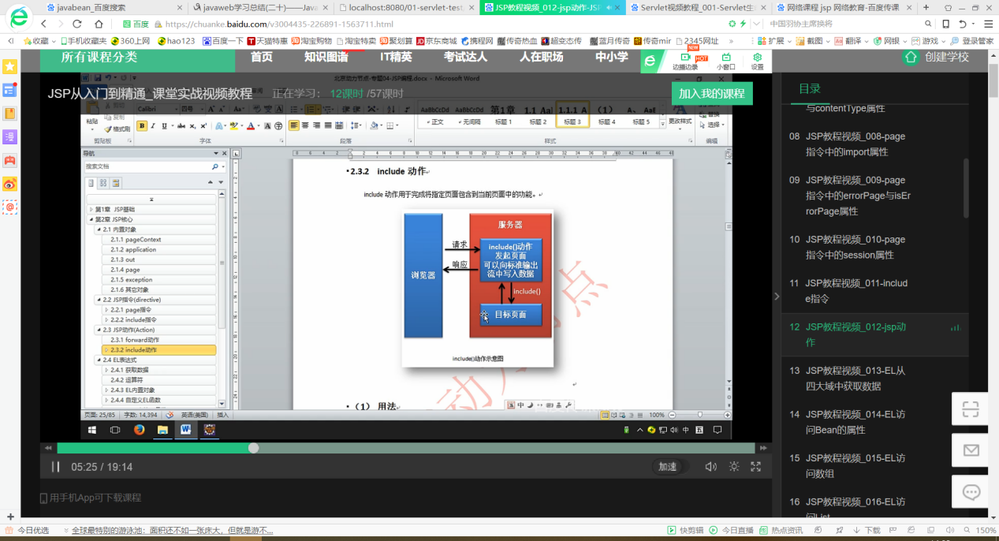 javabean_百度搜索
javaweb学习总结(二十)——Java
localhost:8080/01-servlet-test
JSP教程视频_012-jsp动作-JS
Servlet视频教程_001-Servlet生
网络课程 jsp 网络教育-百度传课
百度
https://chuanke.baidu.com/v3004435-226891-1563711.html
中国羽协主席换将
收藏
手机收藏夹
360上网
hao123
百度一下
天猫特惠
淘宝购物
淘宝特卖
聚划算
京东商城
携程网
传奇热血
超变态传
蓝月传奇
传奇mir
2345网址
»
扩展
截图
翻译
网银
游戏
登录管家
NEW
所有课程分类
首页
知识图谱
IT精英
考试达人
人在职场
中小学
边播边录
HOT
小窗口
设置
创建学校
北京动力节点-专题04-JSP编程.docx - Microsoft Word
JSP从入门到精通_课堂实战视频教程
正在学习：
12课时 /57课时
加入我的课程
目录
Calibri
四号
粘贴
复制
格式刷
剪贴板
字体
段落
样式
编辑
AaBbCcDd
AaBbCcDd
第1章
1.1 Aa
1.1.1 A
(1)
AaE
正文
无间隔
标题 1
标题 2
标题 3
标题 4
标题 5
更改样式
选择
导航
搜索文档
第1章 JSP基础
第2章 JSP核心
2.1 内置对象
2.1.1 pageContext
2.1.2 application
2.1.3 out
2.1.4 page
2.1.5 exception
2.1.6 其它对象
2.2 JSP指令(directive)
2.2.1 page指令
2.2.2 include指令
2.3 JSP动作(Action)
2.3.1 forward动作
2.3.2 include动作
2.4 EL表达式
2.4.1 获取数据
2.4.2 运算符
2.4.3 EL内置对象
2.4.4 自定义EL函数
2.3.2 include 动作
include 动作用于完成将指定页面包含到当前页面中的功能。
浏览器
请求
响应
服务器
include()动作
发起页面
可以向标准输出
流中写入数据
include()
目标页面
include()动作示意图
（1） 用法
页面: 25/85
字数: 14,394
英语(美国)
插入
100%
中
中
五
05:25 / 19:14
加速
用手机App可下载课程
与contentType属性
08 JSP教程视频_008-page
指令中的import属性
09 JSP教程视频_009-page
指令中的errorPage与isEr
rorPage属性
10 JSP教程视频_010-page
指令中的session属性
11 JSP教程视频_011-includ
e指令
12 JSP教程视频_012-jsp动
作
13 JSP教程视频_013-EL从
四大域中获取数据
14 JSP教程视频_014-EL访
问Bean的属性
15 JSP教程视频_015-EL访
问数组
16 JSP教程视频_016-EL访
问List
今日优选
全球最特别的游泳池：面积还不如一张床大，但就是游不...
快剪辑
今日直播
热点资讯
下载
150%